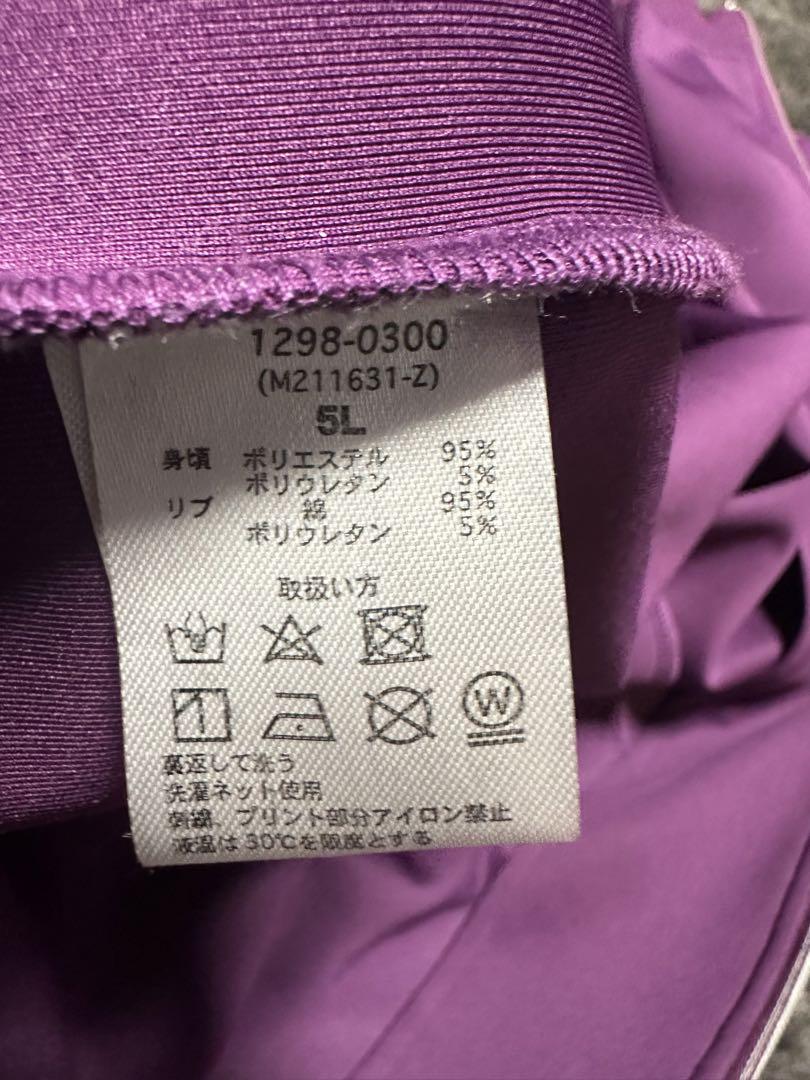 1298-0300
(M211631-Z)
5L
身頃 ポリエステル 95%
ポリウレタン 5%
リブ 綿 95%
ポリウレタン 5%
取扱い方
W
裏返して洗う
洗濯ネット使用
刺繍、プリント部分アイロン禁止
液温は30℃を限度とする